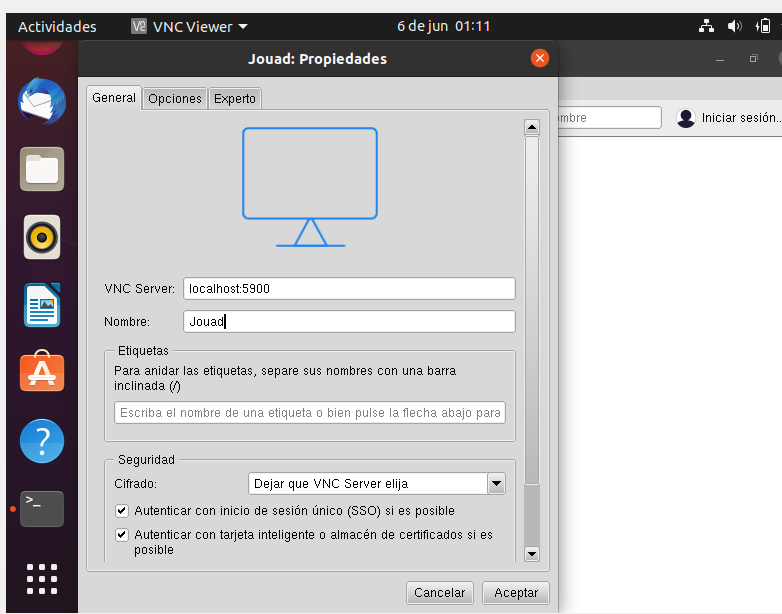 Actividades
VNC Viewer
6 de jun 01:11
Jouad: Propiedades
General
Opciones
Experto
Iniciar sesión..
VNC Server:
localhost:5900
Nombre:
Jouad
Etiquetas
Para anidar las etiquetas, separe sus nombres con una barra
inclinada (/)
Escriba el nombre de una etiqueta o bien pulse la flecha abajo para
Seguridad
Cifrado:
Dejar que VNC Server elija
Autenticar con inicio de sesión único (SSO) si es posible
Autenticar con tarjeta inteligente o almacén de certificados si es
posible
Cancelar
Aceptar